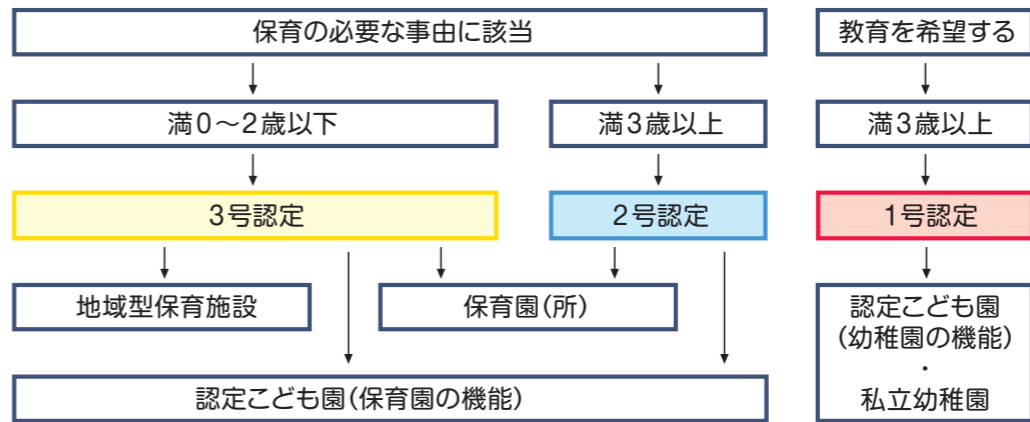 保育の必要な事由に該当
教育を希望する
満0〜2歳以下
満3歳以上
満3歳以上
3号認定
2号認定
1号認定
地域型保育施設
保育園(所)
認定こども園(保育園の機能)
認定こども園
(幼稚園の機能)
・
私立幼稚園